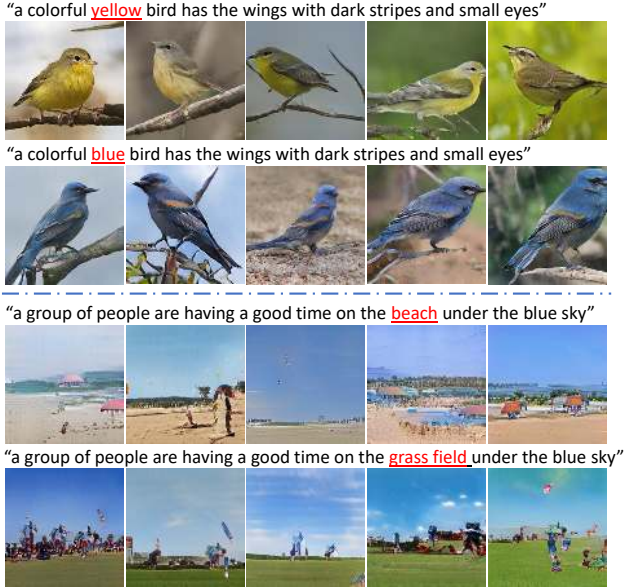 “a colorful yellow bird has the wings with dark stripes and small eyes”
“a colorful blue bird has the wings with dark stripes and small eyes”
“a group of people are having a good time on the beach under the blue sky”
“a group of people are having a good time on the grass field under the blue sky”